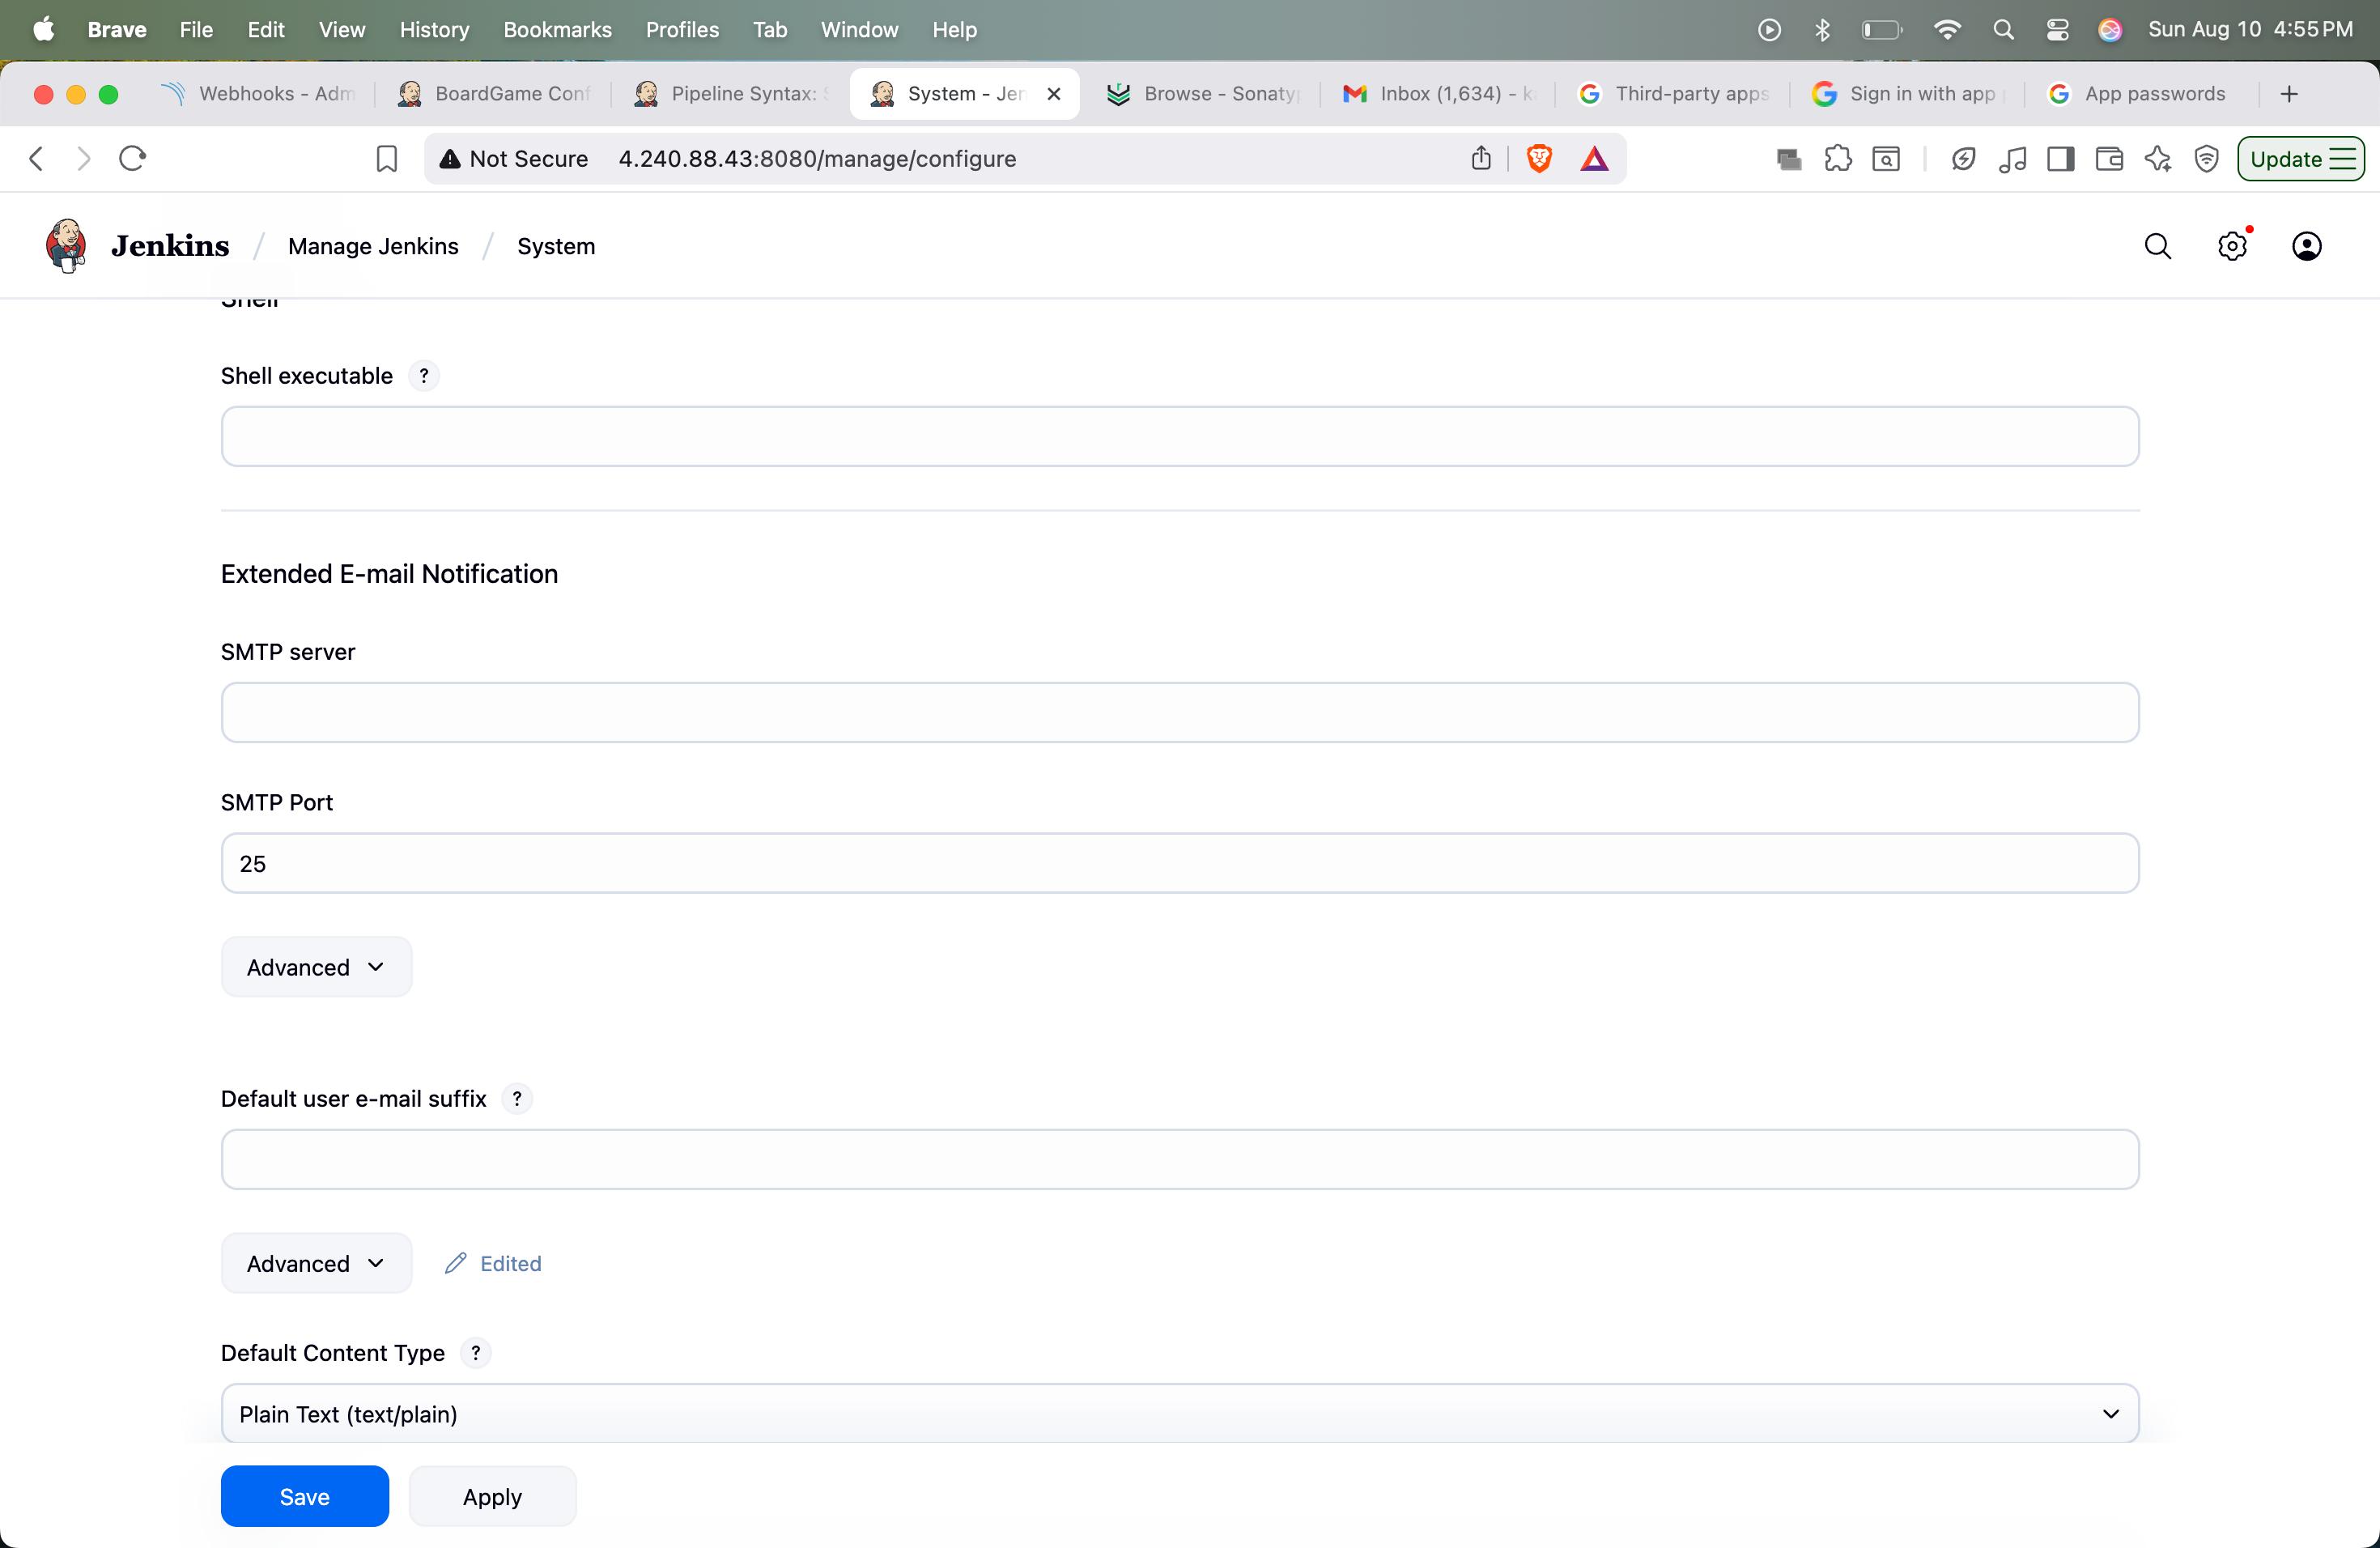 Brave File Edit View History Bookmarks Profiles Tab Window Help Sun Aug 10 4:55 PM
Webhooks - Adm BoardGame Conf Pipeline Syntax: System - Jen Browse - Sonaty Inbox (1,634) - k Third-party apps Sign in with app App passwords
Not Secure 4.240.88.43:8080/manage/configure Update
Jenkins / Manage Jenkins / System
Shell
Shell executable ?
Extended E-mail Notification
SMTP server
SMTP Port
25
Advanced
Default user e-mail suffix ?
Advanced Edited
Default Content Type ?
Plain Text (text/plain)
Save Apply